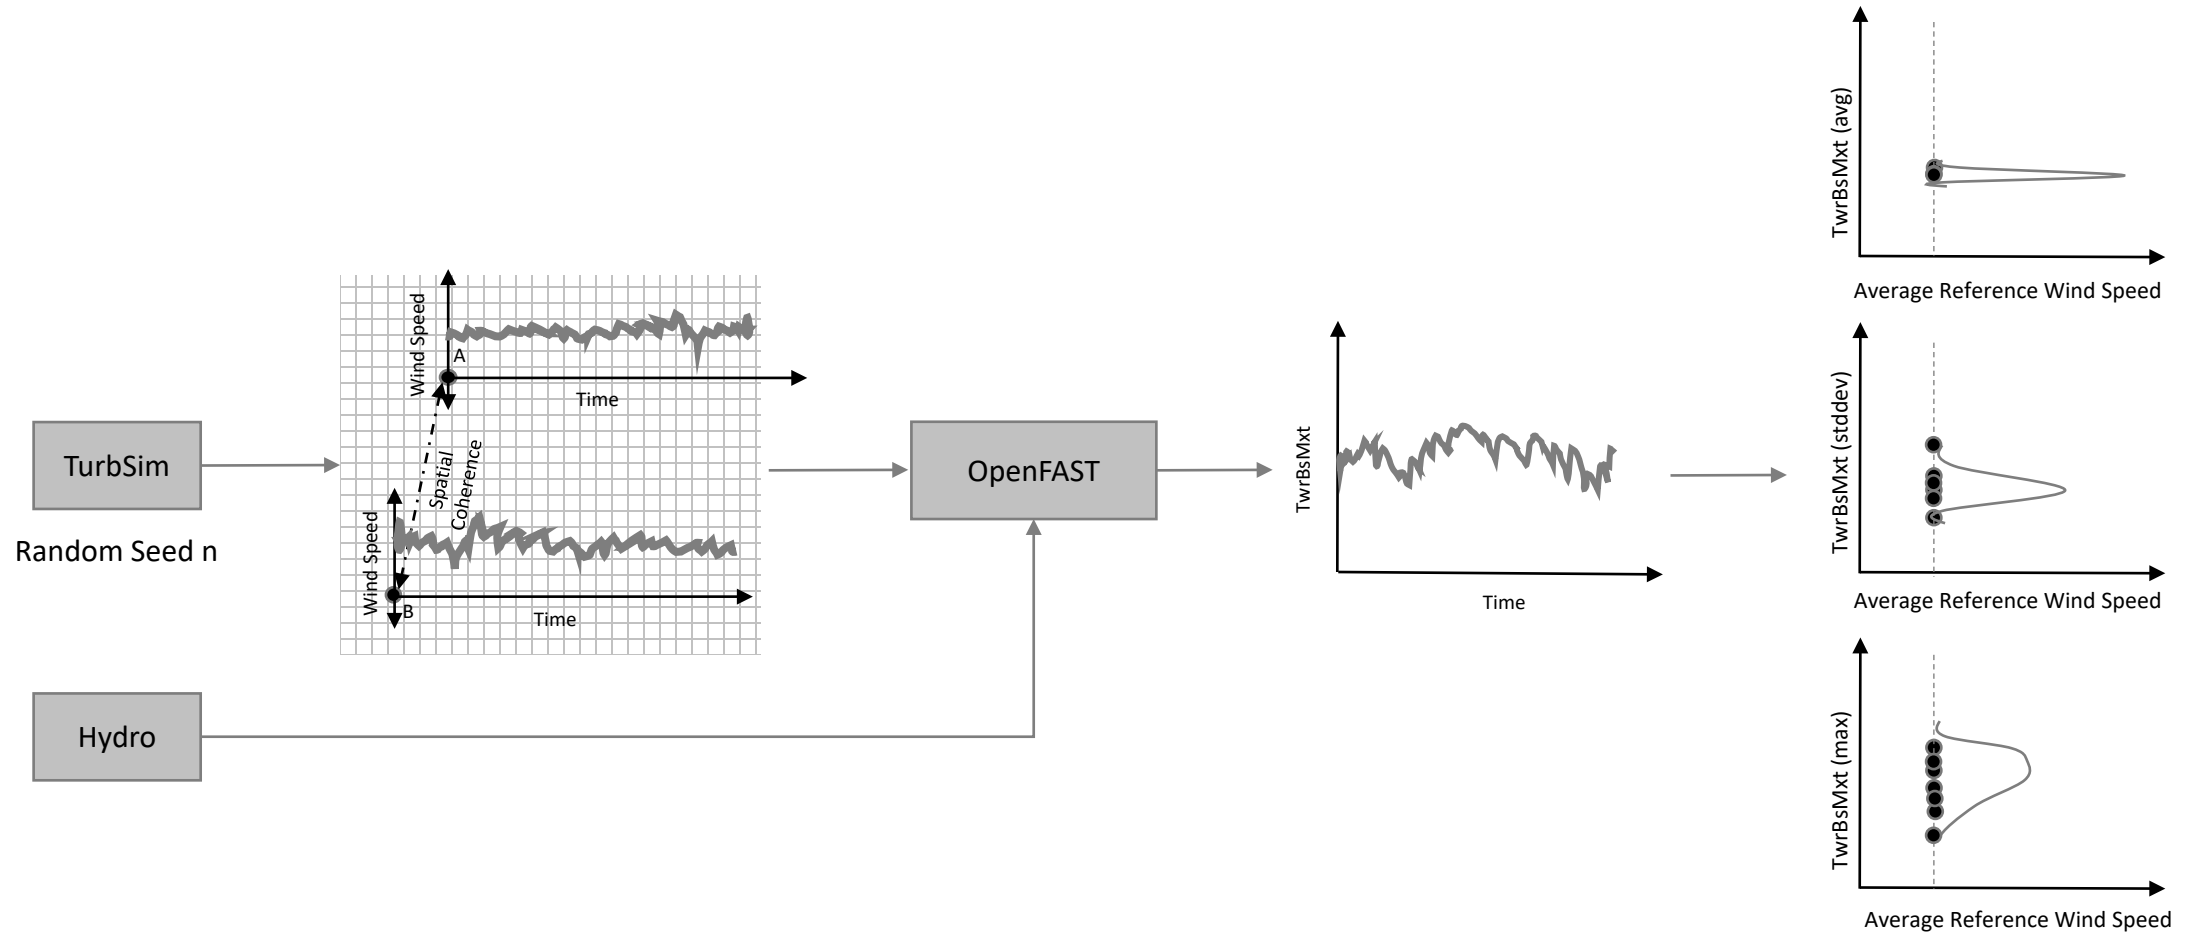 TurbSim
Random Seed n
Hydro
Wind Speed
A
Time
Spatial
Coherence
Wind Speed
B
Time
OpenFAST
TwrBsMxt
Time
TwrBsMxt (avg)
Average Reference Wind Speed
TwrBsMxt (stddev)
Average Reference Wind Speed
TwrBsMxt (max)
Average Reference Wind Speed